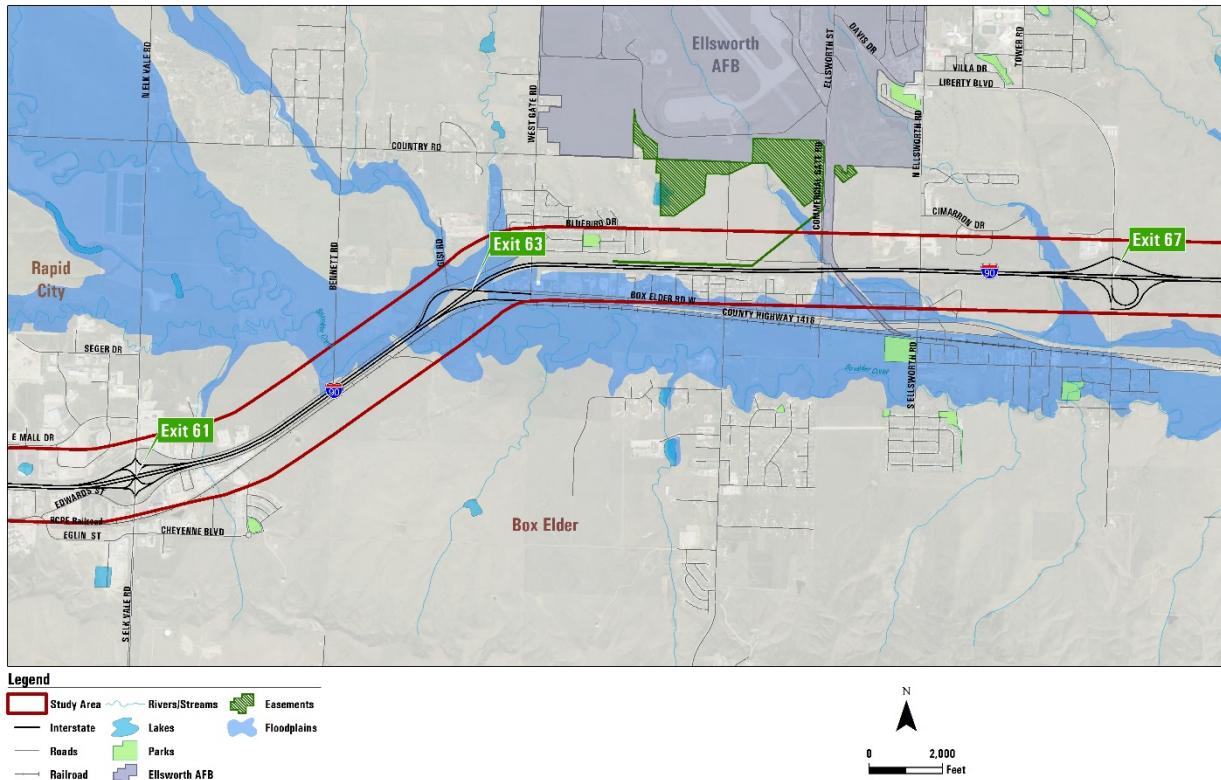 N ELK VALE RD
Ellsworth
AFB
ELLSWORTH ST
DAVIS DR
TOWER RD
VILLA DR
LIBERTY BLVD
WEST GATE RD
COUNTRY RD
COMMERCIAL GATE RD
N ELLSWORTH RD
BENNETT RD
GISI RD
BLUEBIRD DR
CIMARRON DR
Exit 63
Exit 67
Rapid
City
90
BOX ELDER RD W
COUNTY HIGHWAY 1416
SEGER DR
90
S ELLSWORTH RD
E MALL DR
Exit 61
EDWARDS ST
RCPE Railroad
EGLIN ST
CHEYENNE BLVD
Box Elder
S ELK VALE RD
Legend
Study Area
Rivers/Streams
Easements
Interstate
Lakes
Floodplains
Roads
Parks
Railroad
Ellsworth AFB
N
0 2,000
Feet